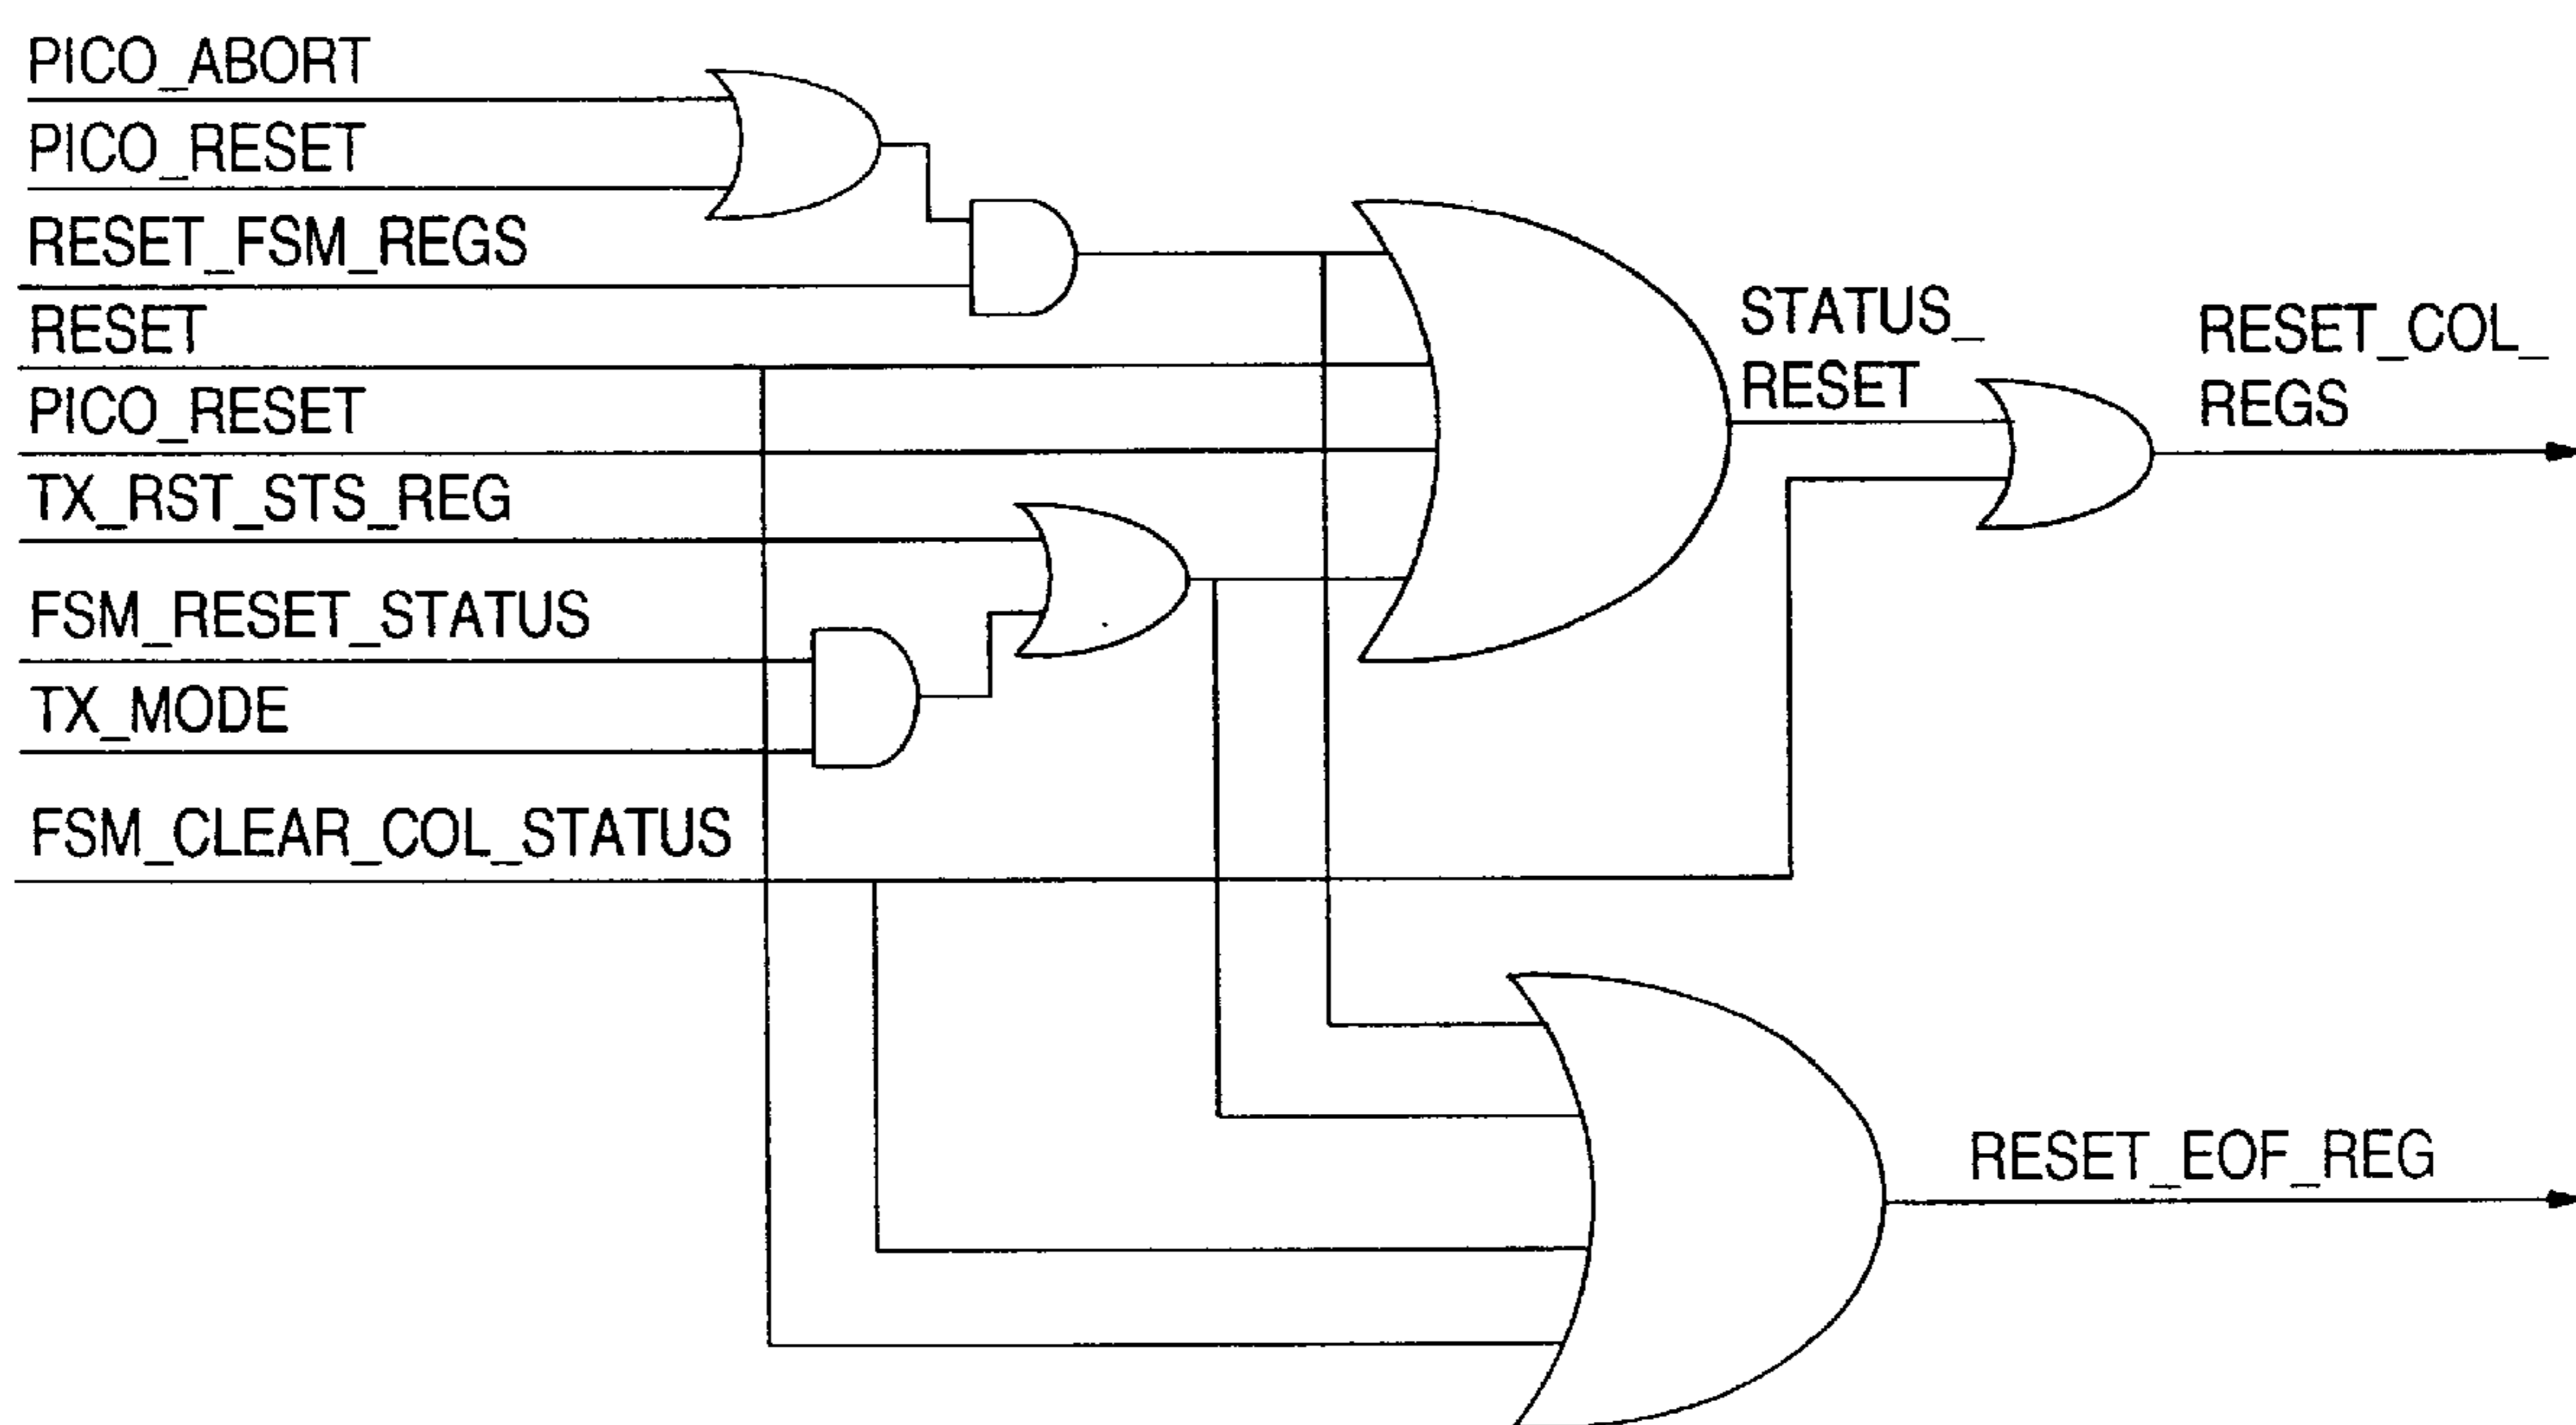 PICO_ABORT
PICO_RESET
RESET_FSM_REGS
RESET
PICO_RESET
TX_RST_STS_REG
FSM_RESET_STATUS
TX_MODE
FSM_CLEAR_COL_STATUS
STATUS_
RESET
RESET_COL_
REGS
RESET_EOF_REG